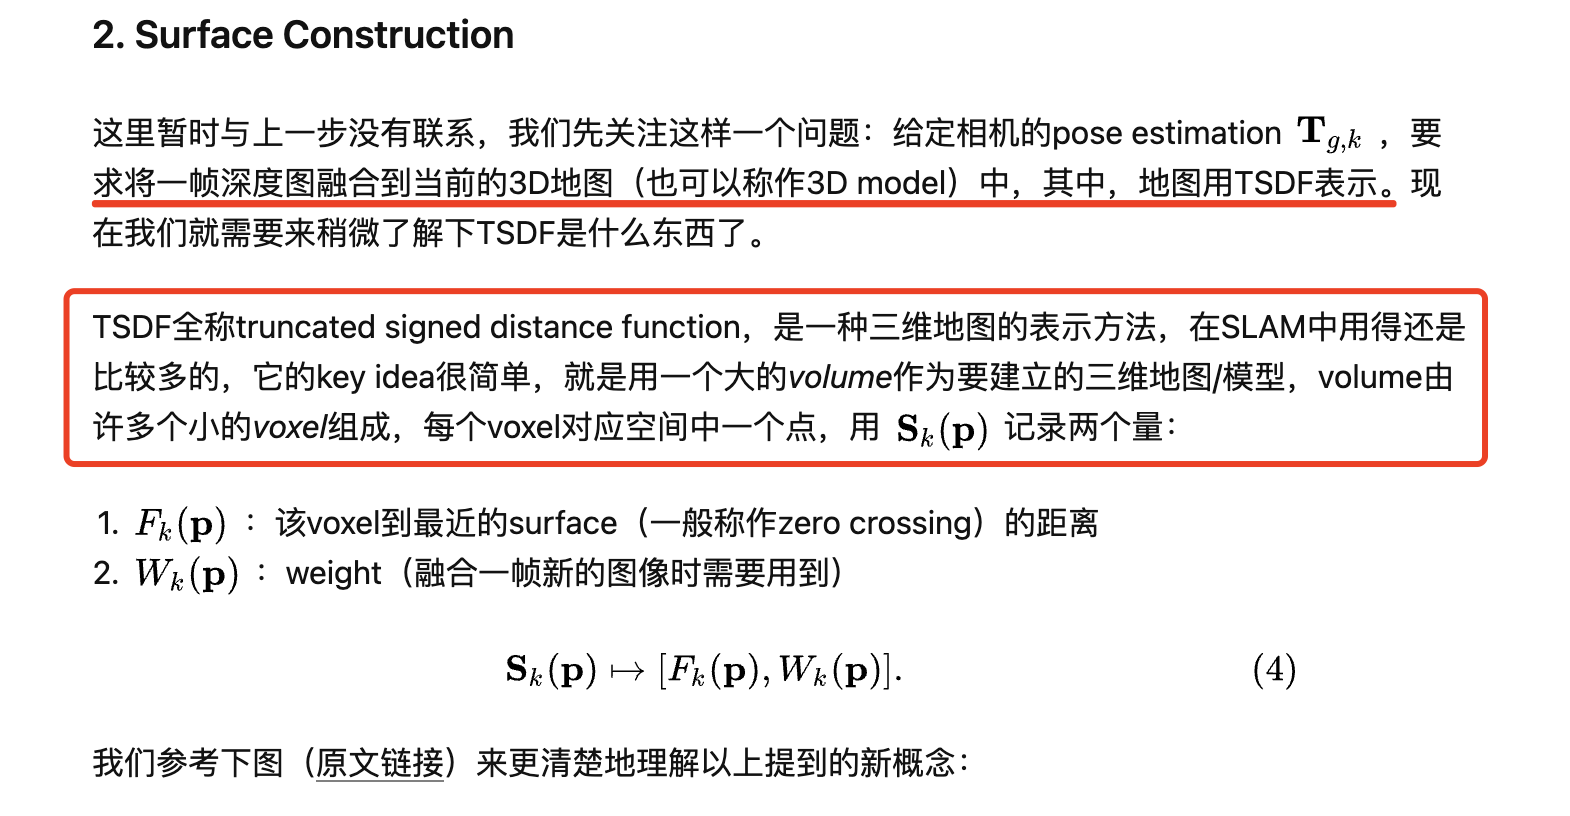 2. Surface Construction
这里暂时与上一步没有联系，我们先关注这样一个问题：给定相机的pose estimation T_{g,k} ，要
求将一帧深度图融合到当前的3D地图（也可以称作3D model）中，其中，地图用TSDF表示。现
在我们就需要来稍微了解下TSDF是什么东西了。
TSDF全称truncated signed distance function，是一种三维地图的表示方法，在SLAM中用得还是
比较多的，它的key idea很简单，就是用一个大的volume作为要建立的三维地图/模型，volume由
许多个小的voxel组成，每个voxel对应空间中一个点，用 S_k(p) 记录两个量：
1. F_k(p) ：该voxel到最近的surface（一般称作zero crossing）的距离
2. W_k(p) ：weight（融合一帧新的图像时需要用到）
S_k(p) ↦ [F_k(p), W_k(p)]. (4)
我们参考下图（原文链接）来更清楚地理解以上提到的新概念：